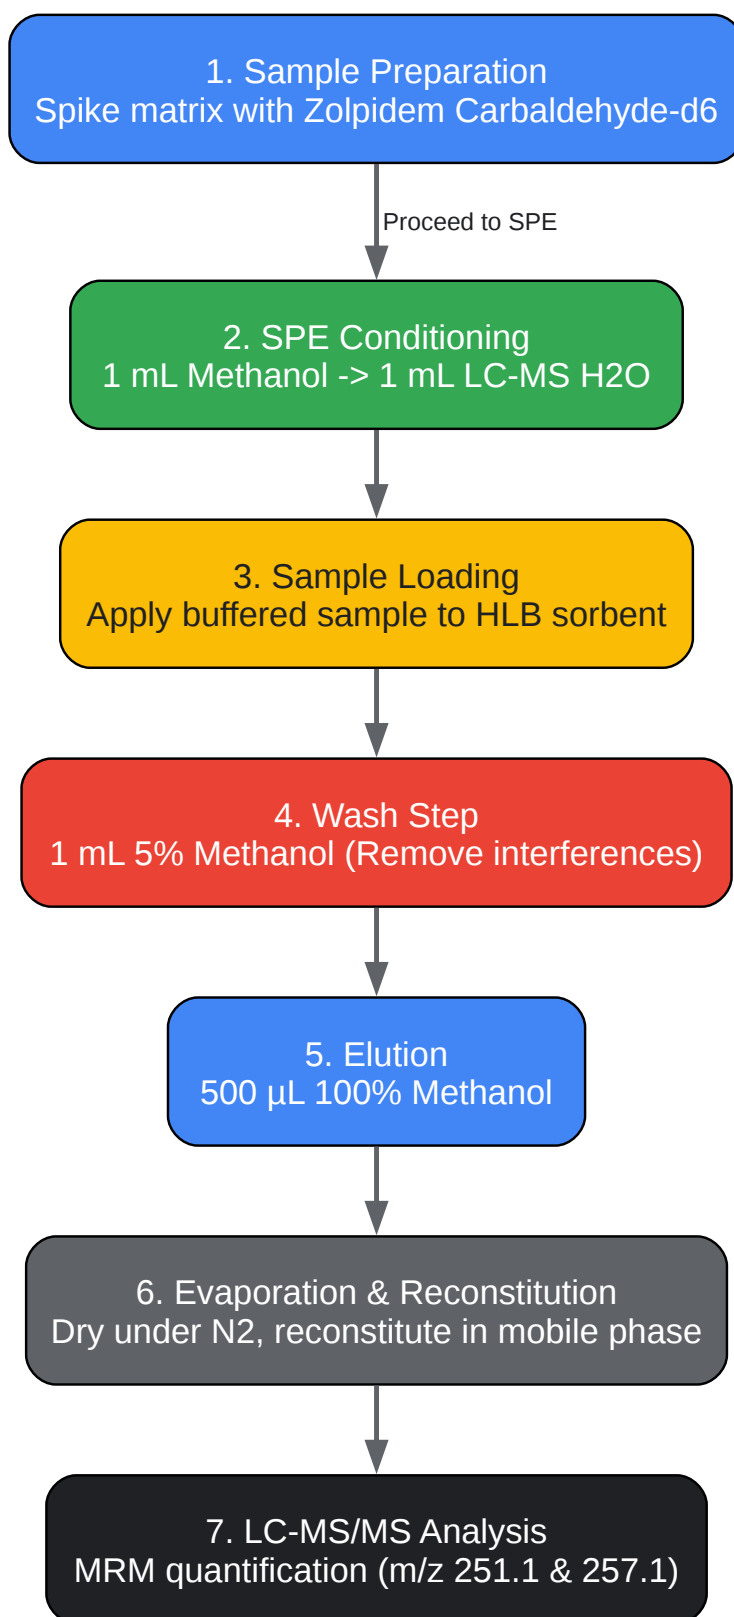 1. Sample Preparation
Spike matrix with Zolpidem Carbaldehyde-d6
Proceed to SPE
2. SPE Conditioning
1 mL Methanol -> 1 mL LC-MS H2O
3. Sample Loading
Apply buffered sample to HLB sorbent
4. Wash Step
1 mL 5% Methanol (Remove interferences)
5. Elution
500 µL 100% Methanol
6. Evaporation & Reconstitution
Dry under N2, reconstitute in mobile phase
7. LC-MS/MS Analysis
MRM quantification (m/z 251.1 & 257.1)